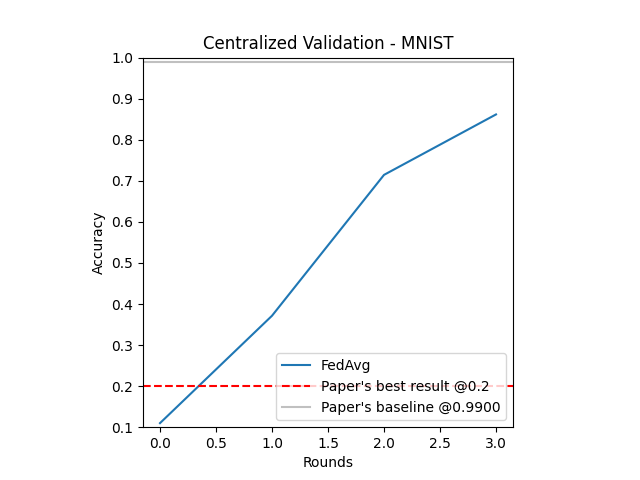 Centralized Validation - MNIST
1.0
0.9
0.8
0.7
0.6
0.5
0.4
0.3
0.2
0.1
Accuracy
FedAvg
Paper's best result @0.2
Paper's baseline @0.9900
0.0 0.5 1.0 1.5 2.0 2.5 3.0
Rounds